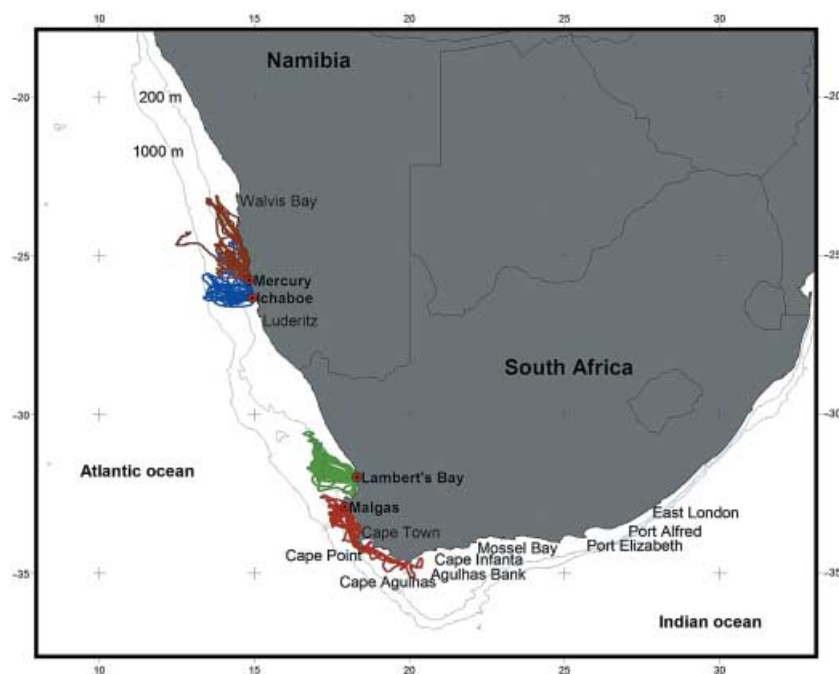 10 15 20 25 30
Namibia
−20 200 m −20
1000 m
Walvis Bay
−25 −25
Mercury
Ichaboe
Luderitz
South Africa
−30 −30
Atlantic ocean
Lambert's Bay
Malgas
East London
Cape Town
Port Alfred
Mossel Bay
Port Elizabeth
Cape Point
Cape Infanta
−35 Agulhas Bank −35
Cape Agulhas
Indian ocean
10 15 20 25 30